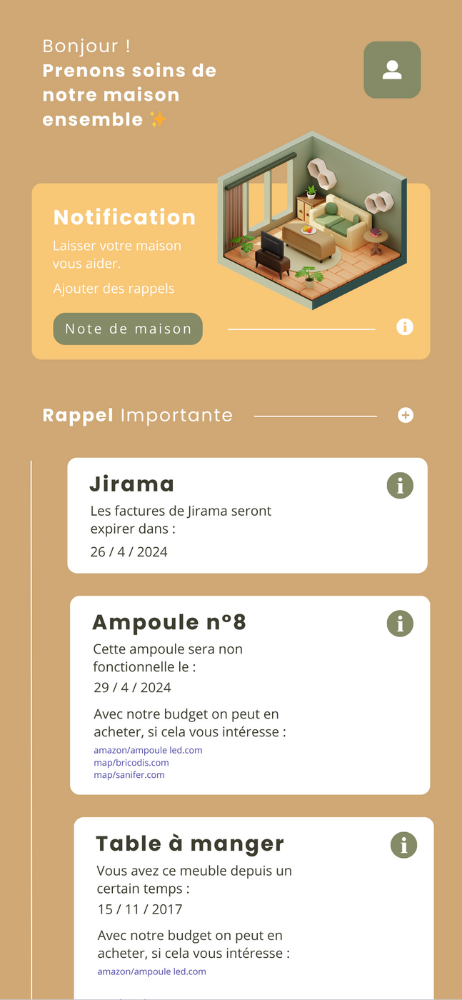 Bonjour !
Prenons soins de
notre maison
ensemble ✨
Notification
Laisser votre maison
vous aider.
Ajouter des rappels
Note de maison
Rappel Importante
Jirama
Les factures de Jirama seront
expirer dans :
26 / 4 / 2024
Ampoule n°8
Cette ampoule sera non
fonctionnelle le :
29 / 4 / 2024
Avec notre budget on peut en
acheter, si cela vous intéresse :
amazon/ampoule led.com
map/bricodis.com
map/sanifer.com
Table à manger
Vous avez ce meuble depuis un
certain temps :
15 / 11 / 2017
Avec notre budget on peut en
acheter, si cela vous intéresse :
amazon/ampoule led.com